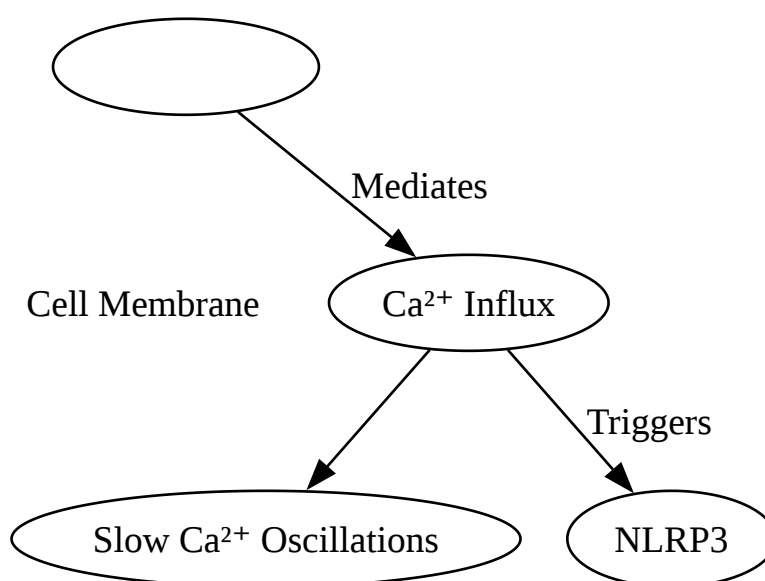 Mediates
Cell Membrane
Ca²⁺ Influx
Triggers
Slow Ca²⁺ Oscillations
NLRP3